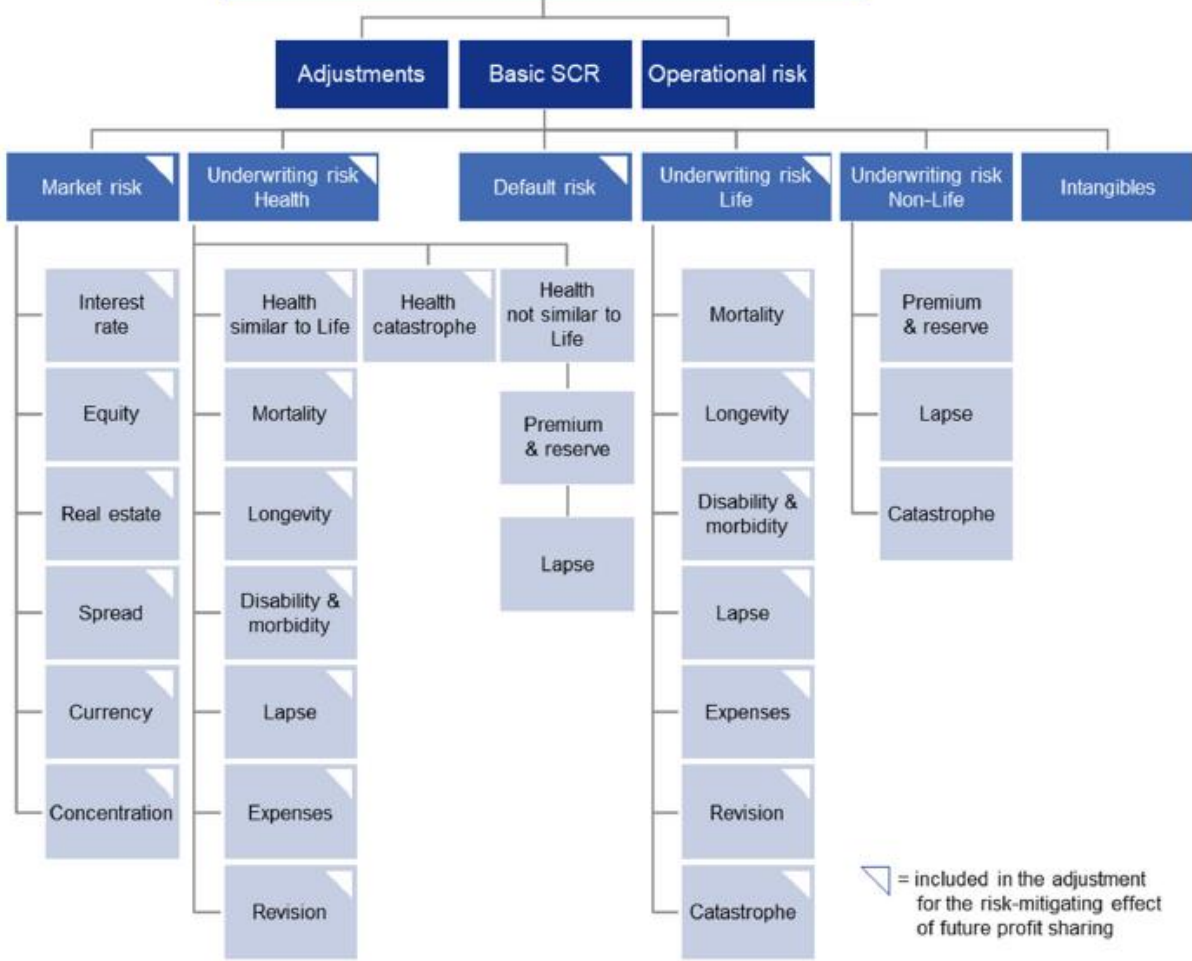 Adjustments
Basic SCR
Operational risk
Market risk
Underwriting risk
Health
Default risk
Underwriting risk
Life
Underwriting risk
Non-Life
Intangibles
Interest
rate
Equity
Real estate
Spread
Currency
Concentration
Health
similar to Life
Mortality
Longevity
Disability &
morbidity
Lapse
Expenses
Revision
Health
catastrophe
Health
not similar to
Life
Premium
& reserve
Lapse
Mortality
Longevity
Disability &
morbidity
Lapse
Expenses
Revision
Catastrophe
Premium
& reserve
Lapse
Catastrophe
= included in the adjustment
for the risk-mitigating effect
of future profit sharing